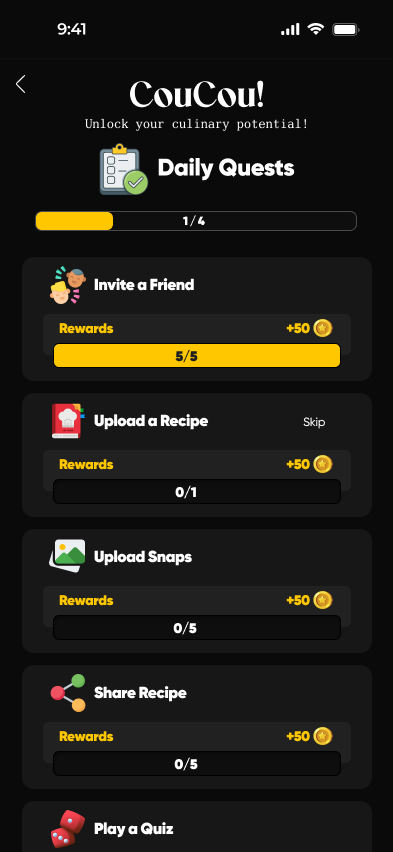 9:41
CouCou!
Unlock your culinary potential!
Daily Quests
1/4
Invite a Friend
Rewards +50
5/5
Upload a Recipe Skip
Rewards +50
0/1
Upload Snaps
Rewards +50
0/5
Share Recipe
Rewards +50
0/5
Play a Quiz